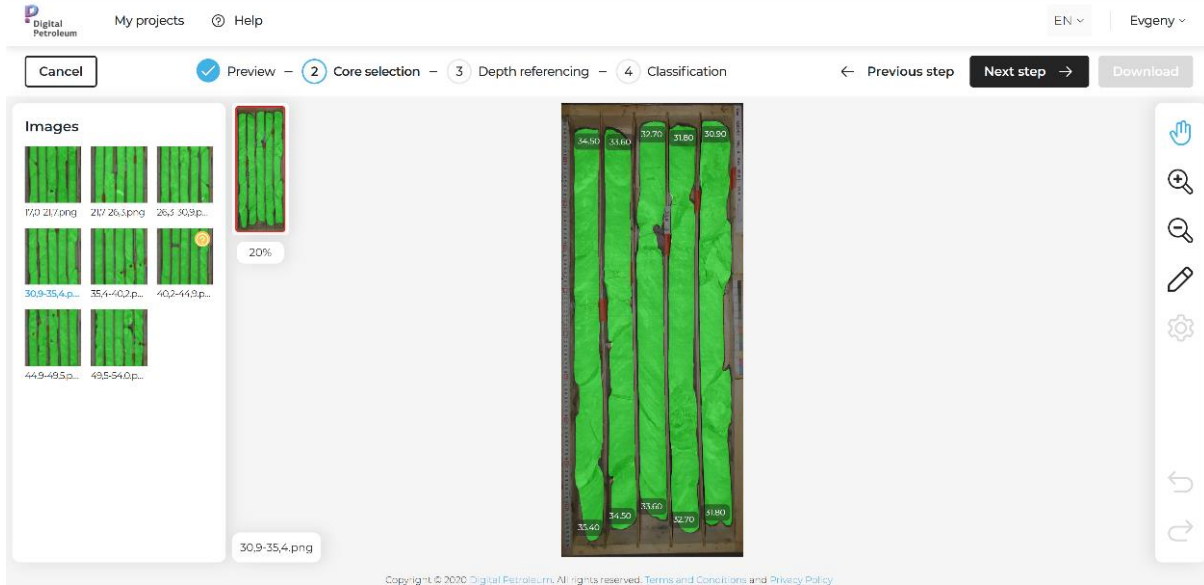 Digital
Petroleum
My projects
Help
EN
Evgeny
Cancel
Preview – 2 Core selection – 3 Depth referencing – 4 Classification
← Previous step
Next step →
Download
Images
17,0 21,7.png
21,7 26,3.png
26,3 30,9.p...
30,9-35,4.p...
35,4-40,2.p...
40,2-44,9.p...
44,9-49,5.p...
49,5-54,0.p...
20%
34.50
33.60
32.70
31.80
30.90
35.40
34.50
33.60
32.70
31.80
30,9-35,4.png
Copyright © 2020 Digital Petroleum. All rights reserved. Terms and Conditions and Privacy Policy